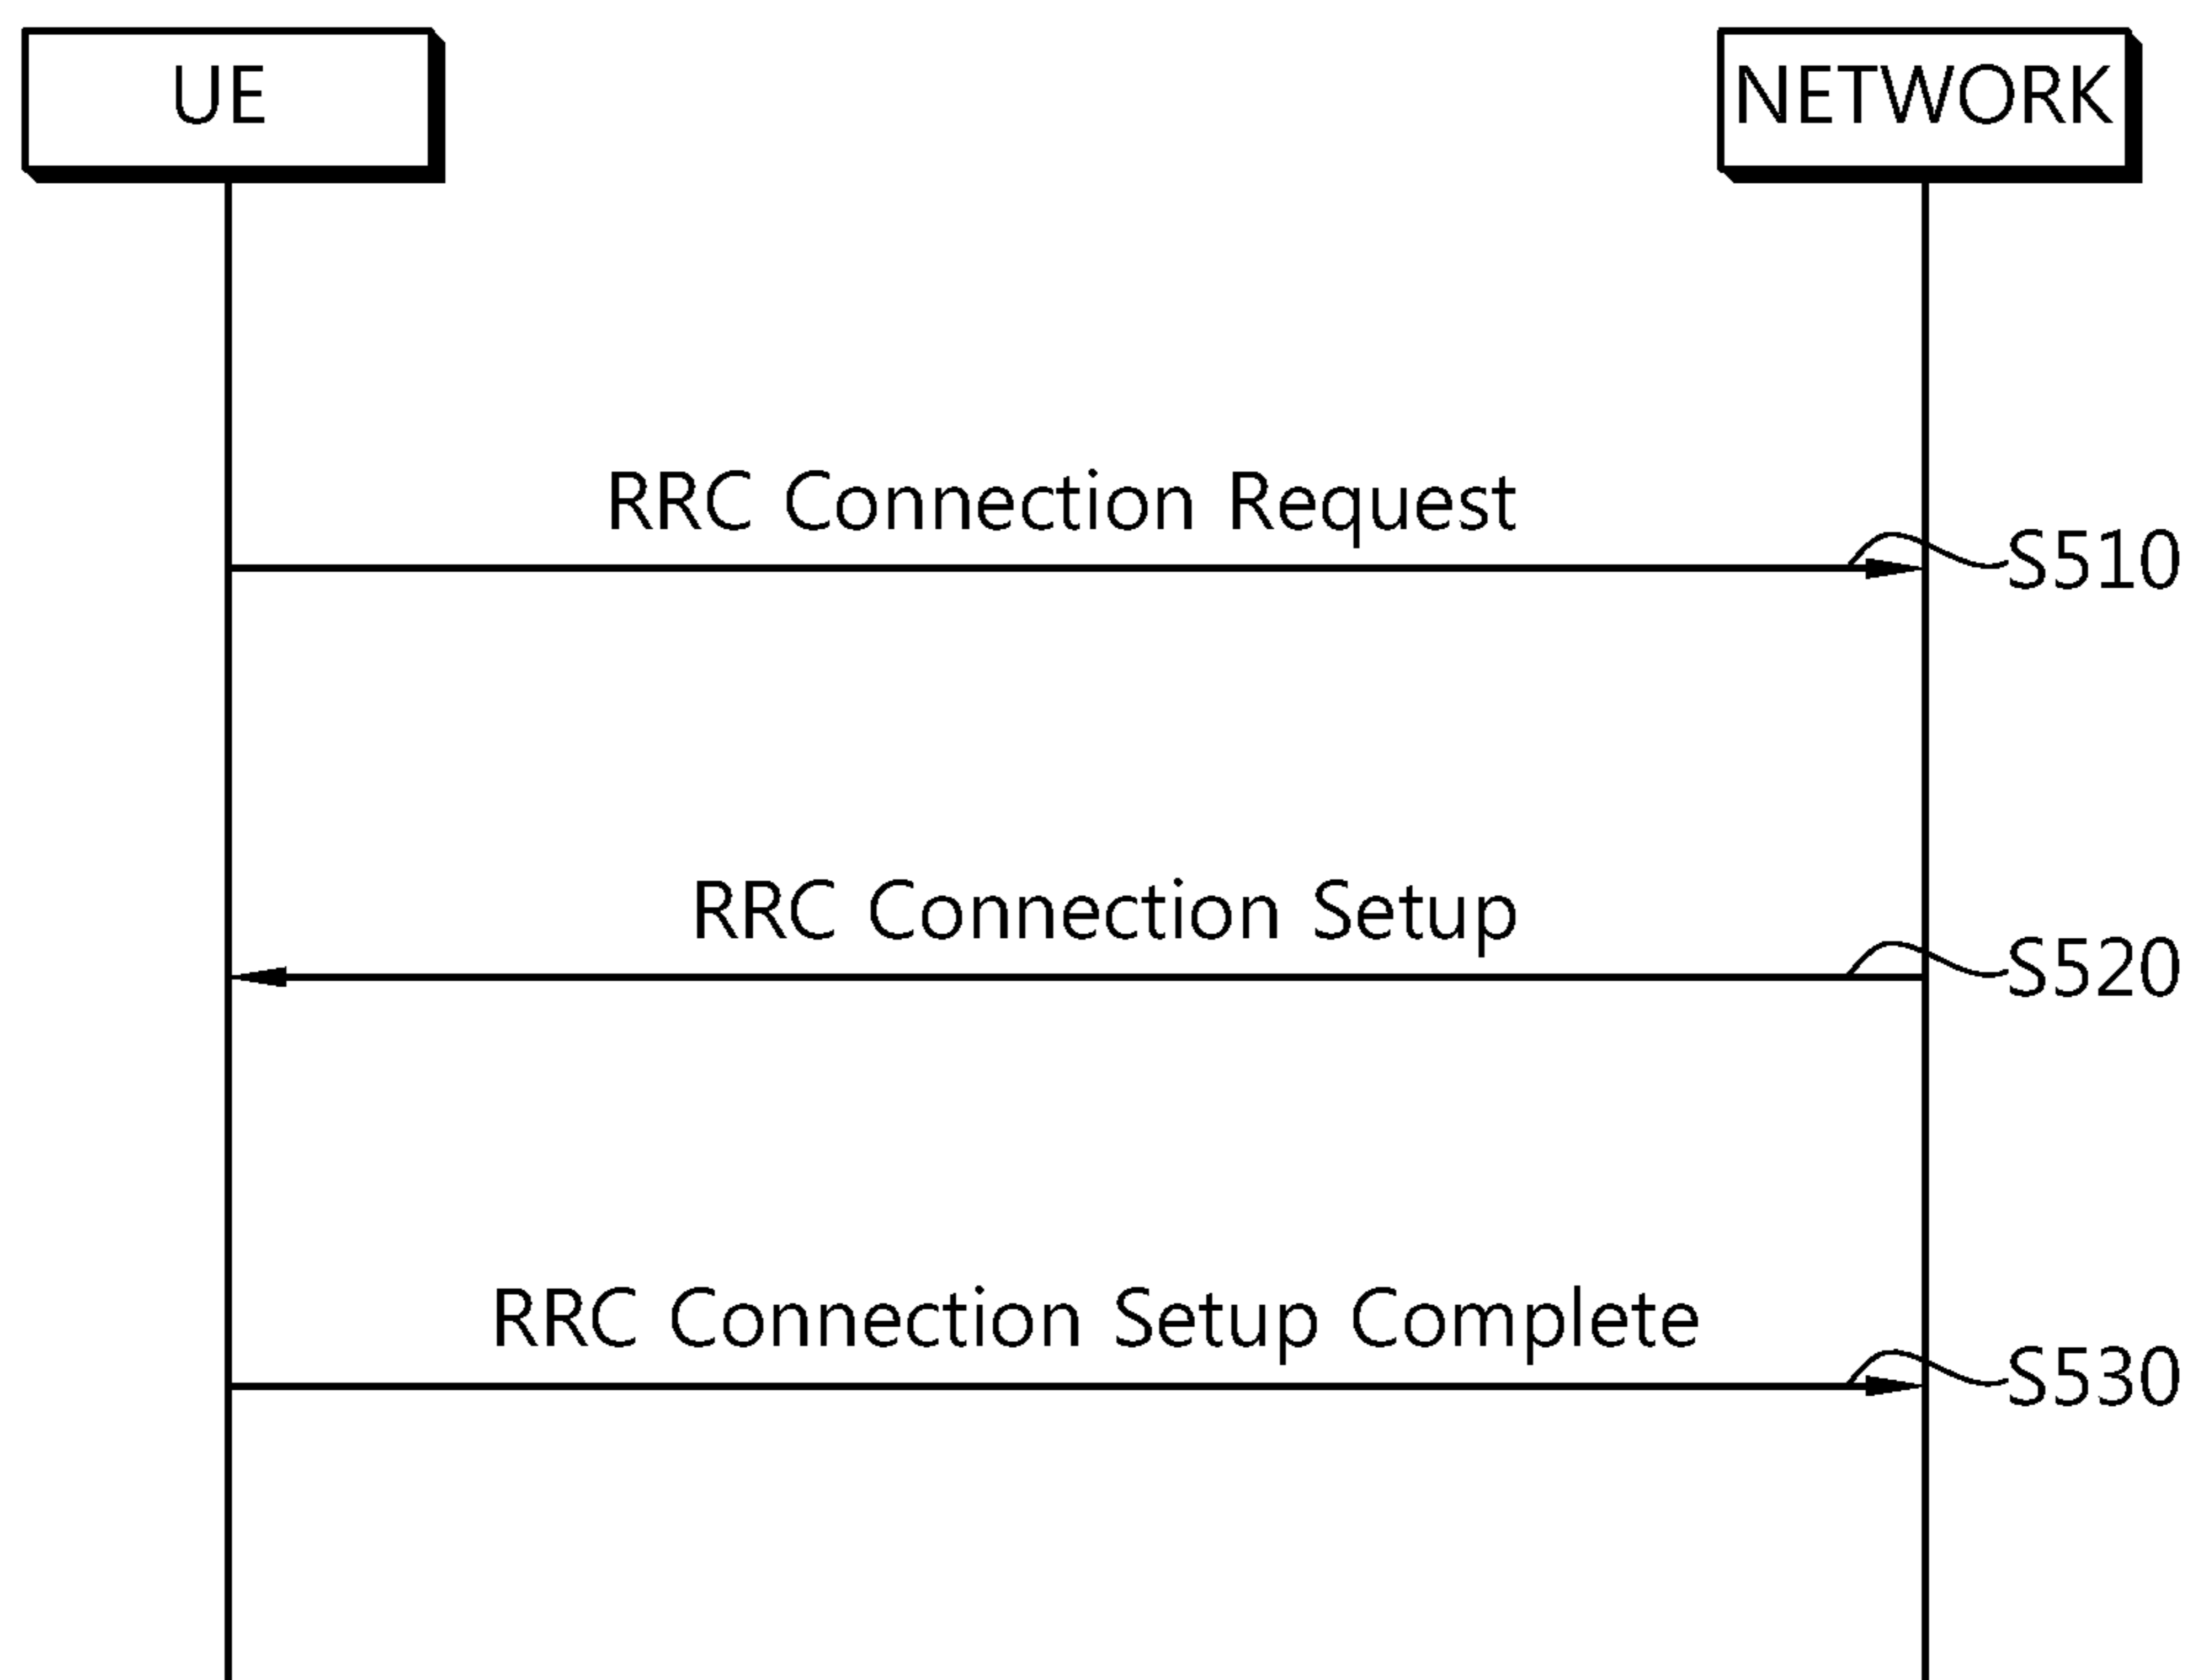 UE
NETWORK
RRC Connection Request
S510
RRC Connection Setup
S520
RRC Connection Setup Complete
S530